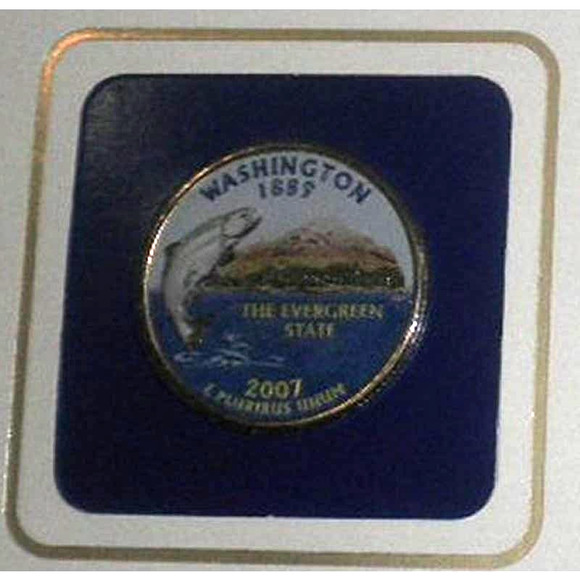 WASHINGTON
1889
THE EVERGREEN
STATE
2007
E PLURIBUS UNUM